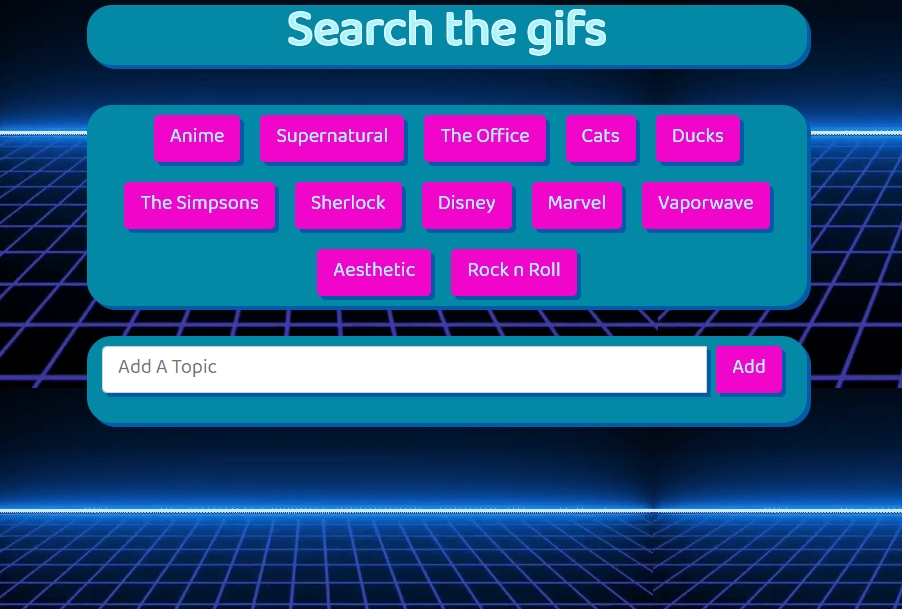 Search the gifs
Anime Supernatural The Office Cats Ducks
The Simpsons Sherlock Disney Marvel Vaporwave
Aesthetic Rock n Roll
Add A Topic Add